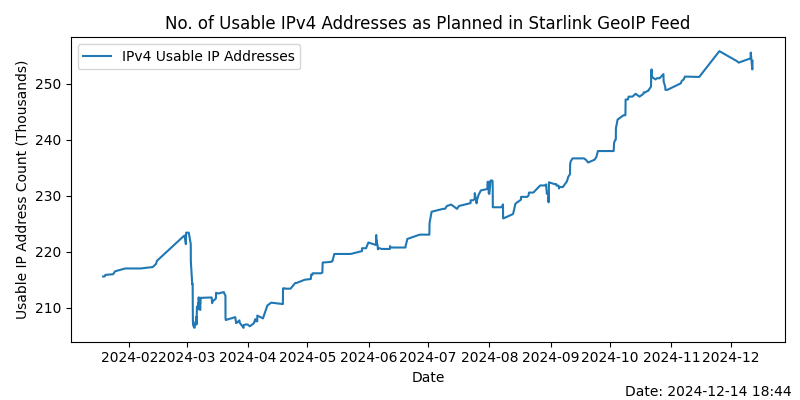 No. of Usable IPv4 Addresses as Planned in Starlink GeoIP Feed
IPv4 Usable IP Addresses
Usable IP Address Count (Thousands)
250
240
230
220
210
2024-02 2024-03 2024-04 2024-05 2024-06 2024-07 2024-08 2024-09 2024-10 2024-11 2024-12
Date
Date: 2024-12-14 18:44